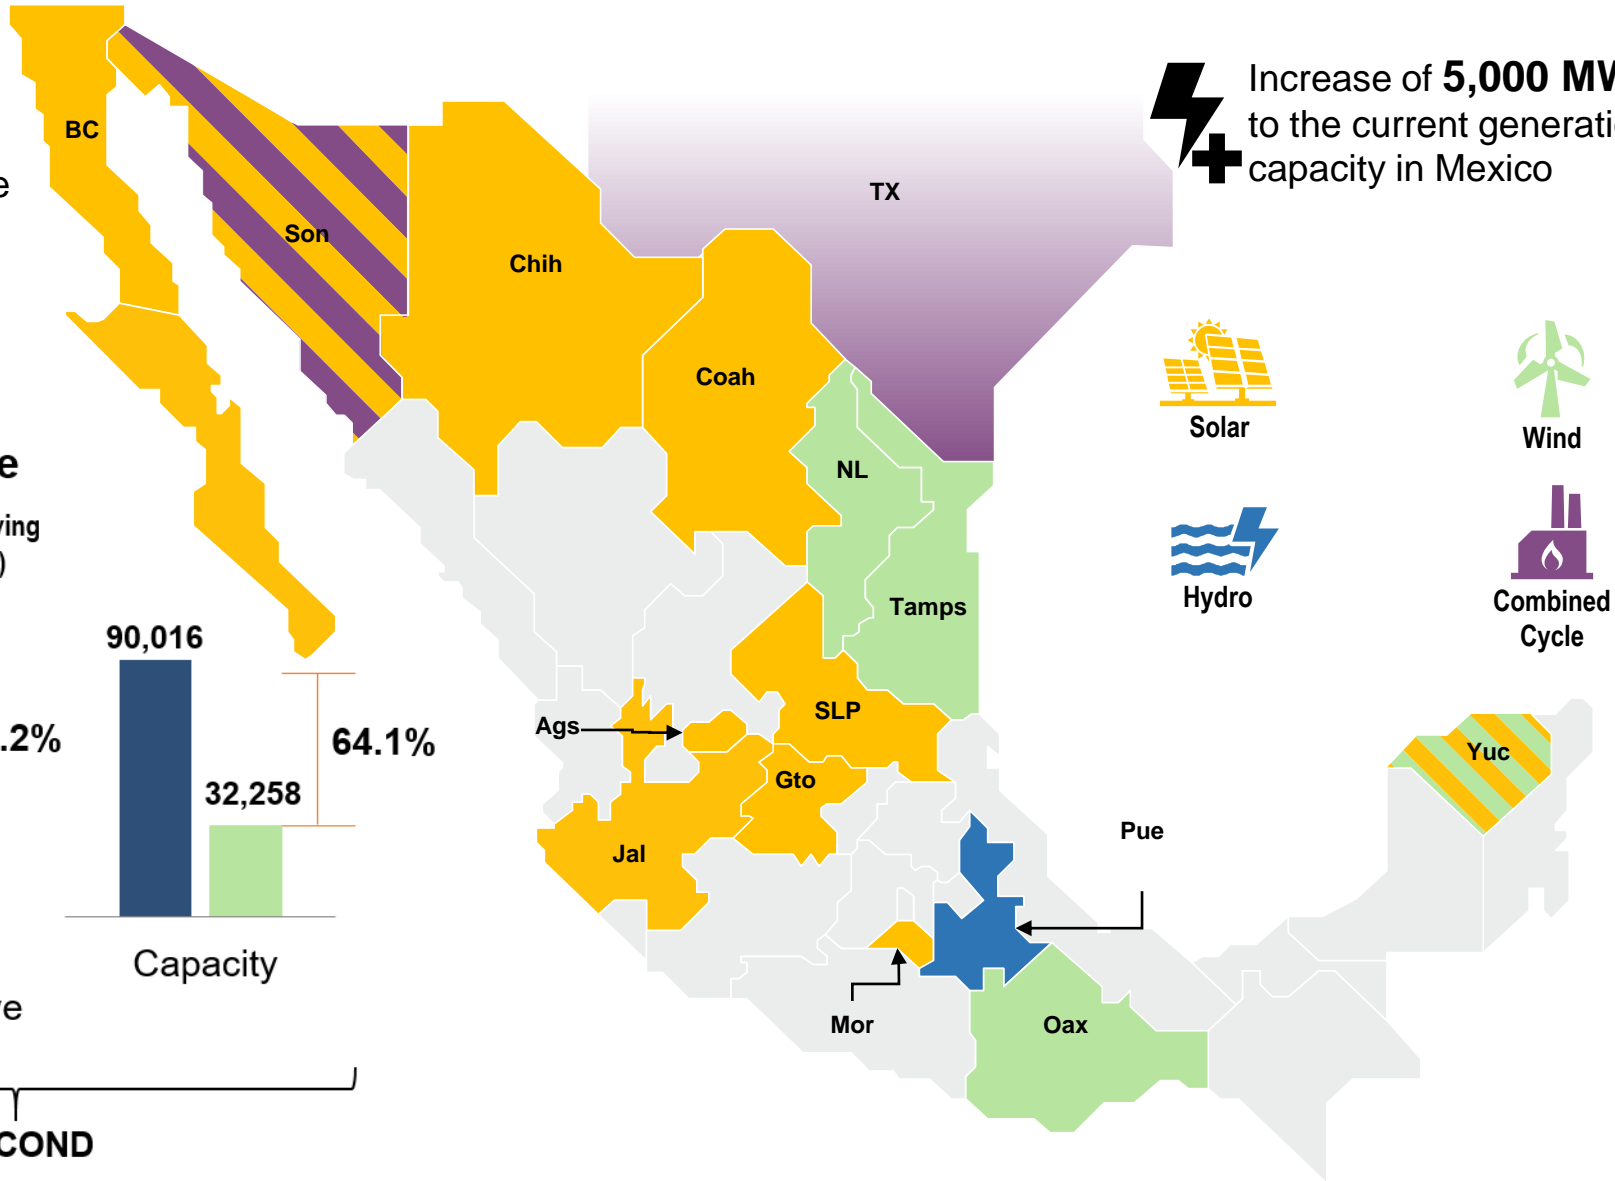 Increase of 5,000 MW
to the current generati
capacity in Mexico
BC
e
TX
Son
Chih
Coah
Solar
Wind
e
ying
)
NL
Hydro
Combined
Cycle
Tamps
90,016
SLP
Ags
.2%
64.1%
Yuc
Gto
32,258
Pue
Jal
Capacity
e
Mor
Oax
COND